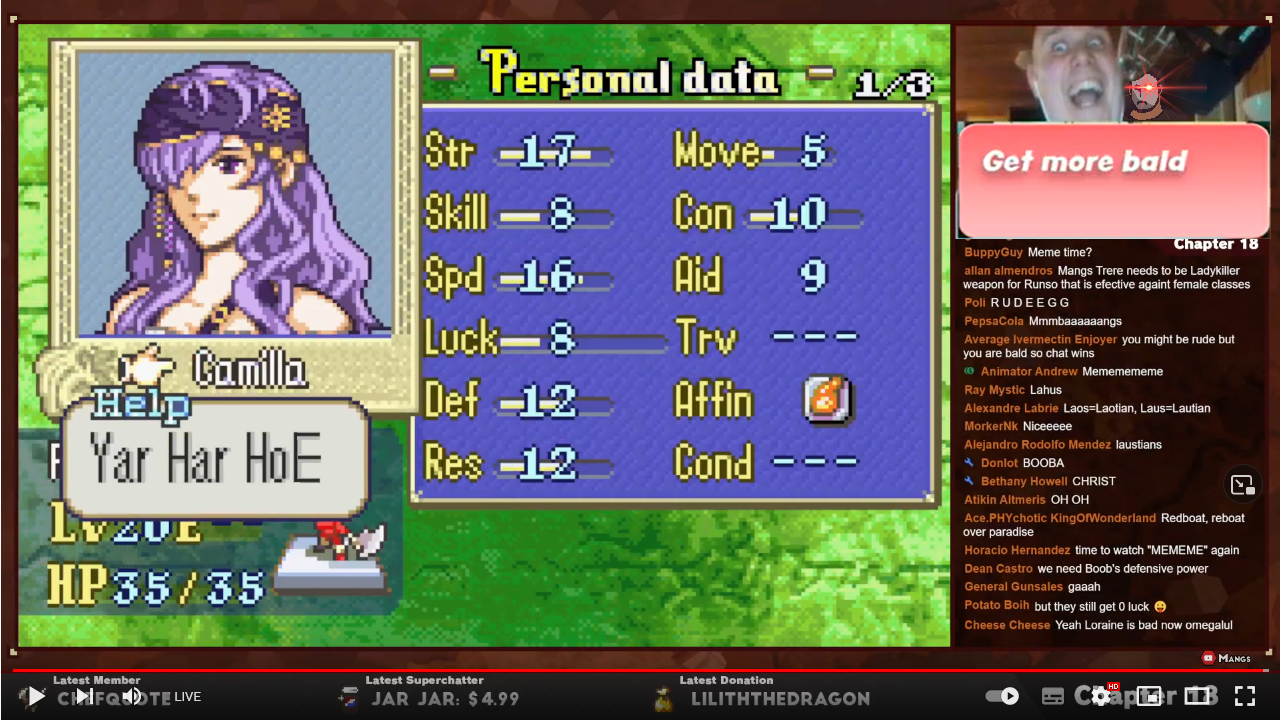 - Personal data -
1/3
Str 17
Move 5
Skill 8
Con 10
Spd 16
Aid 9
Luck 8
Trv ---
Def 12
Affin
Res 12
Cond ---
Camilla
Help
Yar Har HoE
Lv20E
HP35/35
Get more bald
Chapter 18
BuppyGuy Meme time?
allan almendros Mangs Trere needs to be Ladykiller
weapon for Runso that is efective againt female classes
Poli R U D E E G G
PepsaCola Mmmbaaaaaangs
Average Ivermectin Enjoyer you might be rude but
you are bald so chat wins
Animator Andrew Mememememe
Ray Mystic Lahus
Alexandre Labrie Laos=Laotian, Laus=Lautian
MorkerNk Niceeeee
Alejandro Rodolfo Mendez laustians
Donlot BOOBA
Bethany Howell CHRIST
Atikin Altmeris OH OH
Ace.PHYchotic KingOfWonderland Redboat, reboat
over paradise
Horacio Hernandez time to watch "MEMEME" again
Dean Castro we need Boob's defensive power
General Gunsales gaaah
Potato Boih but they still get 0 luck 😛
Cheese Cheese Yeah Loraine is bad now omegalul
MANGS
Latest Member
CHEFQUOTE
LIVE
Latest Superchatter
JAR JAR: $4.99
Latest Donation
LILITHTHEDRAGON
Chapter 18
HD